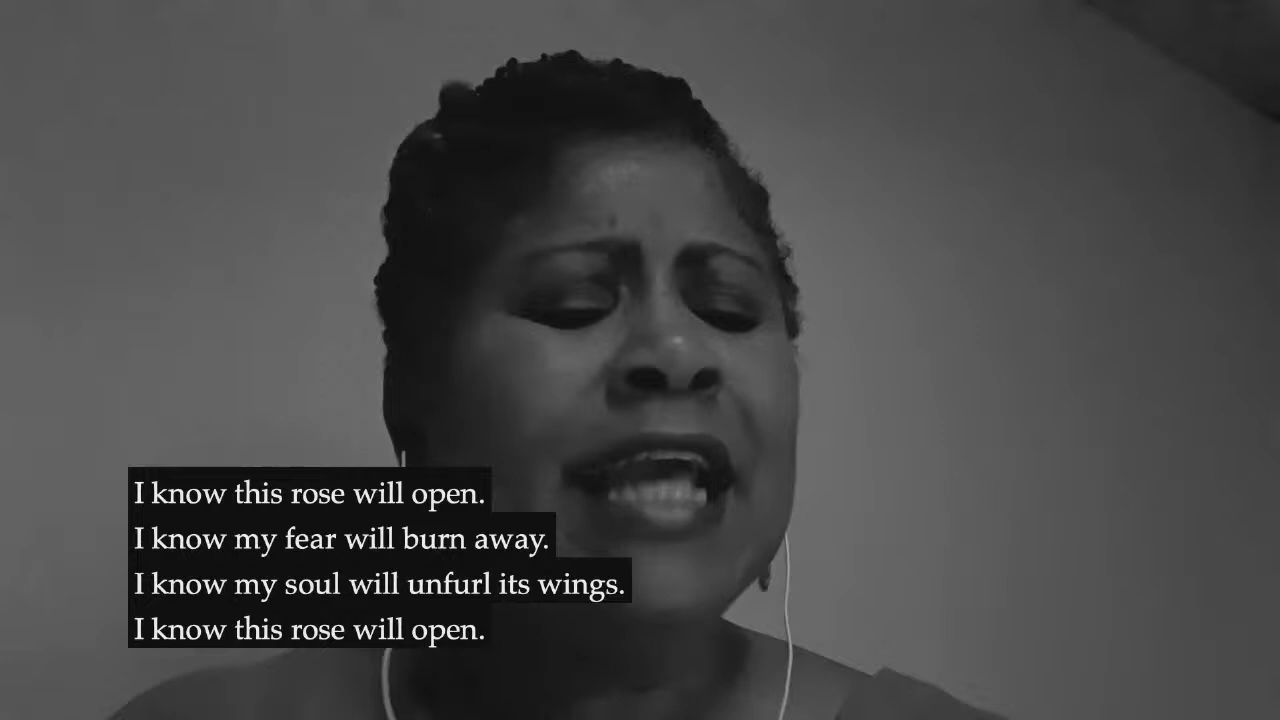 I know this rose will open.
I know my fear will burn away.
I know my soul will unfurl its wings.
I know this rose will open.